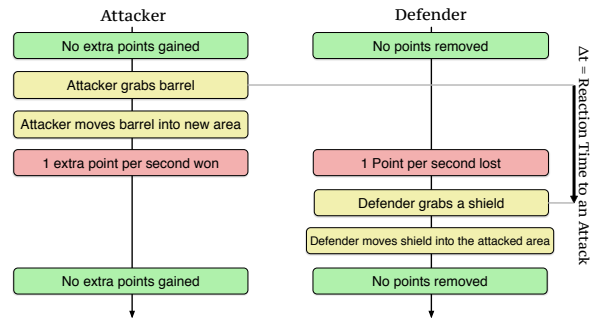 Attacker
Defender
No extra points gained
No points removed
Attacker grabs barrel
Attacker moves barrel into new area
1 extra point per second won
1 Point per second lost
Defender grabs a shield
Defender moves shield into the attacked area
No extra points gained
No points removed
Δt = Reaction Time to an Attack